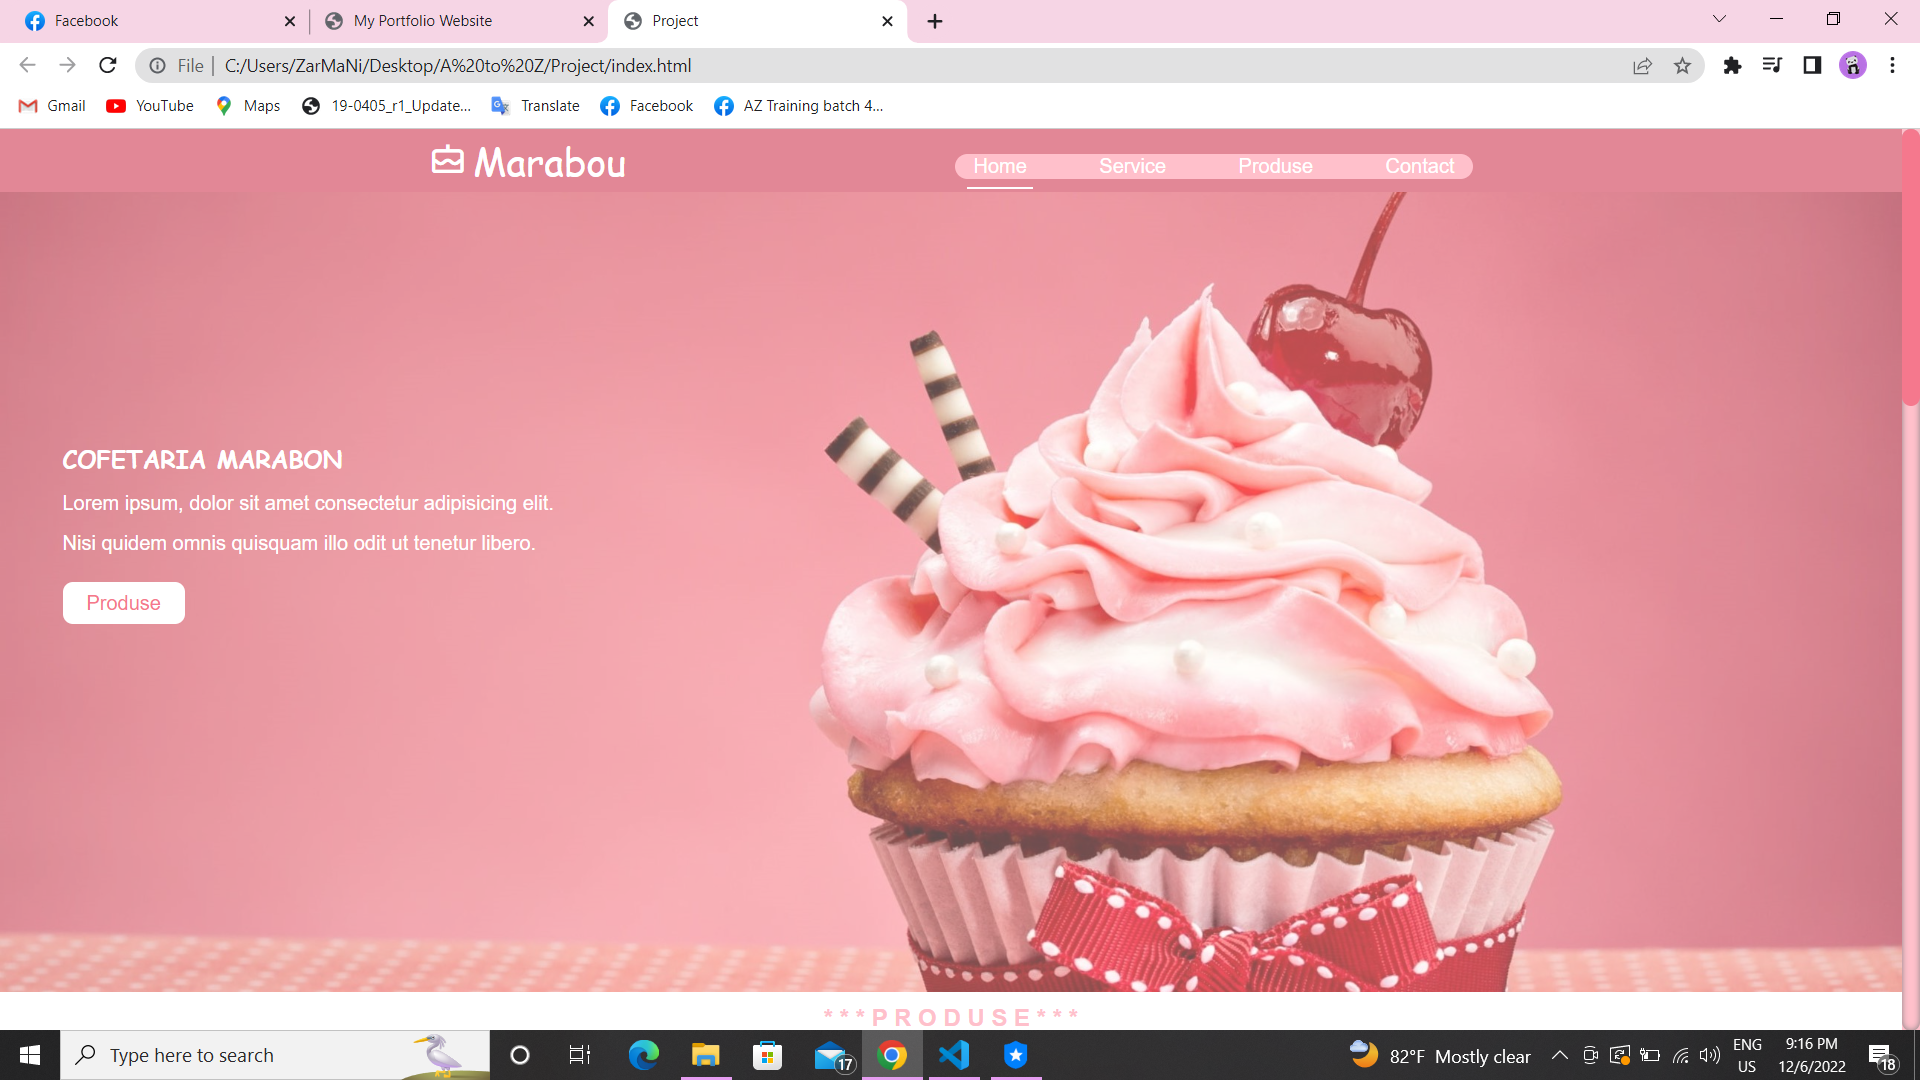 Facebook
My Portfolio Website
Project
File
C:/Users/ZarMaNi/Desktop/A%20to%20Z/Project/index.html
Gmail
YouTube
Maps
19-0405_r1_Update...
Translate
Facebook
AZ Training batch 4...
Marabou
Home
Service
Produse
Contact
COFETARIA MARABON
Lorem ipsum, dolor sit amet consectetur adipisicing elit.
Nisi quidem omnis quisquam illo odit ut tenetur libero.
Produse
* * * P R O D U S E * * *
Type here to search
17
82°F Mostly clear
ENG
US
9:16 PM
12/6/2022
18